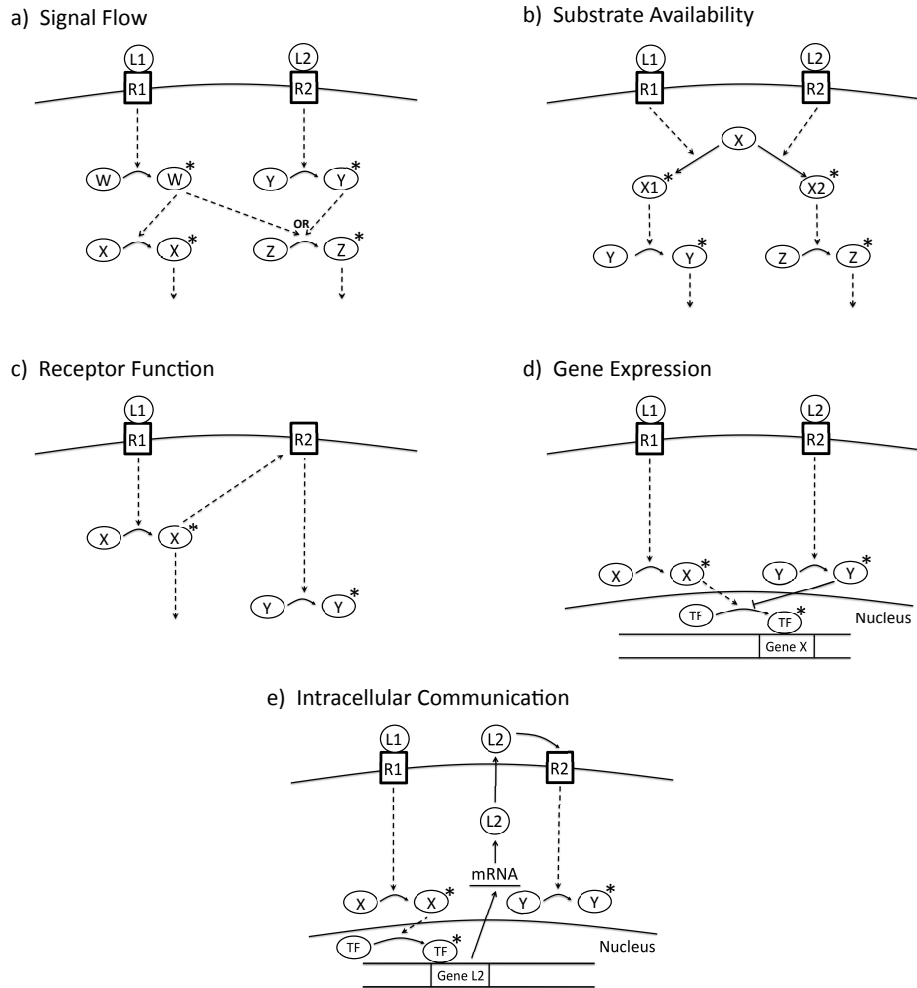 a) Signal Flow
L1
L2
R1
R2
W
W*
Y
Y*
OR
X
X*
Z
Z*
b) Substrate Availability
L1
L2
R1
R2
X
X1*
X2*
Y
Y*
Z
Z*
c) Receptor Function
L1
R1
R2
X
X*
Y
Y*
d) Gene Expression
L1
L2
R1
R2
X
X*
Y
Y*
TF
TF*
Nucleus
Gene X
e) Intracellular Communication
L1
L2
R1
R2
L2
mRNA
X
X*
Y
Y*
TF
TF*
Nucleus
Gene L2